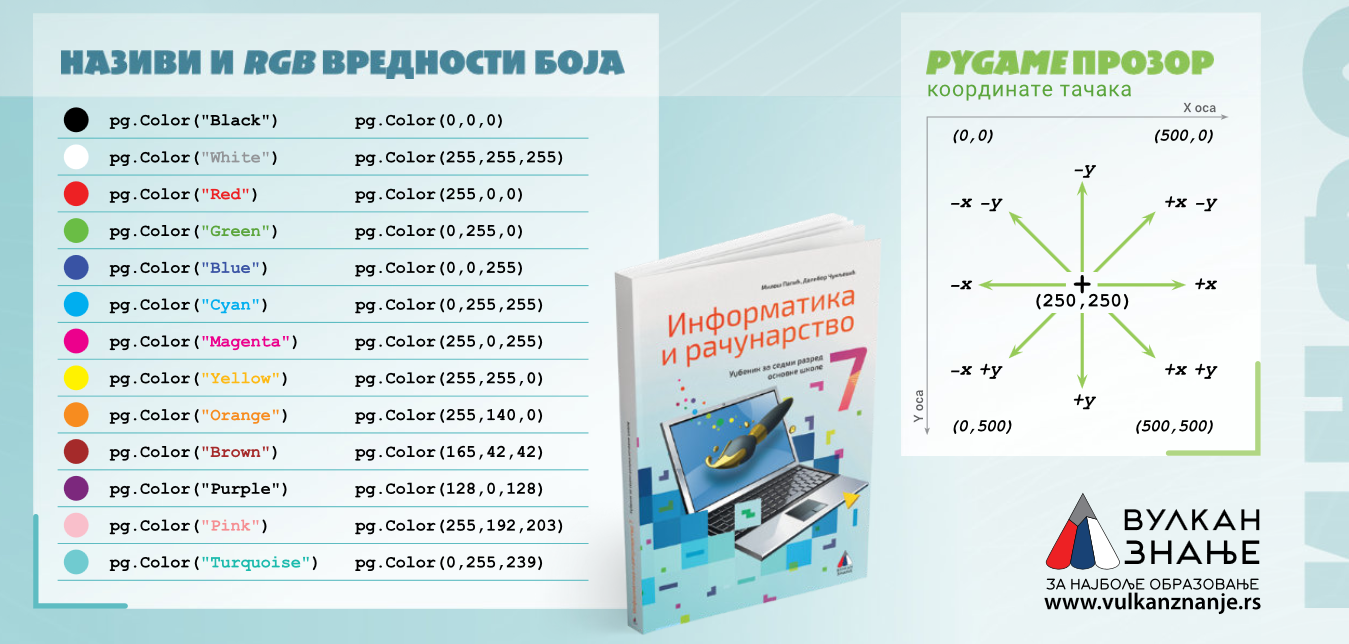 НАЗИВИ И RGB ВРЕДНОСТИ БОЈА
pg.Color("Black") pg.Color(0,0,0)
pg.Color("White") pg.Color(255,255,255)
pg.Color("Red") pg.Color(255,0,0)
pg.Color("Green") pg.Color(0,255,0)
pg.Color("Blue") pg.Color(0,0,255)
pg.Color("Cyan") pg.Color(0,255,255)
pg.Color("Magenta") pg.Color(255,0,255)
pg.Color("Yellow") pg.Color(255,255,0)
pg.Color("Orange") pg.Color(255,140,0)
pg.Color("Brown") pg.Color(165,42,42)
pg.Color("Purple") pg.Color(128,0,128)
pg.Color("Pink") pg.Color(255,192,203)
pg.Color("Turquoise") pg.Color(0,255,239)
Информатика
и рачунарство
Уџбеник за седми разред
основне школе
7
ВУЛКАН
ЗНАЊЕ
PYGAME ПРОЗОР
координате тачака
X оса
(0,0) (500,0)
-y
-x -y +x -y
-x +x
+
(250,250)
-x +y +x +y
+y
Y оса
(0,500) (500,500)
ВУЛКАН
ЗНАЊЕ
ЗА НАЈБОЉЕ ОБРАЗОВАЊЕ
www.vulkanznanje.rs